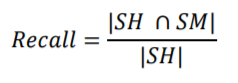 Recall = |SH ∩ SM| / |SH|